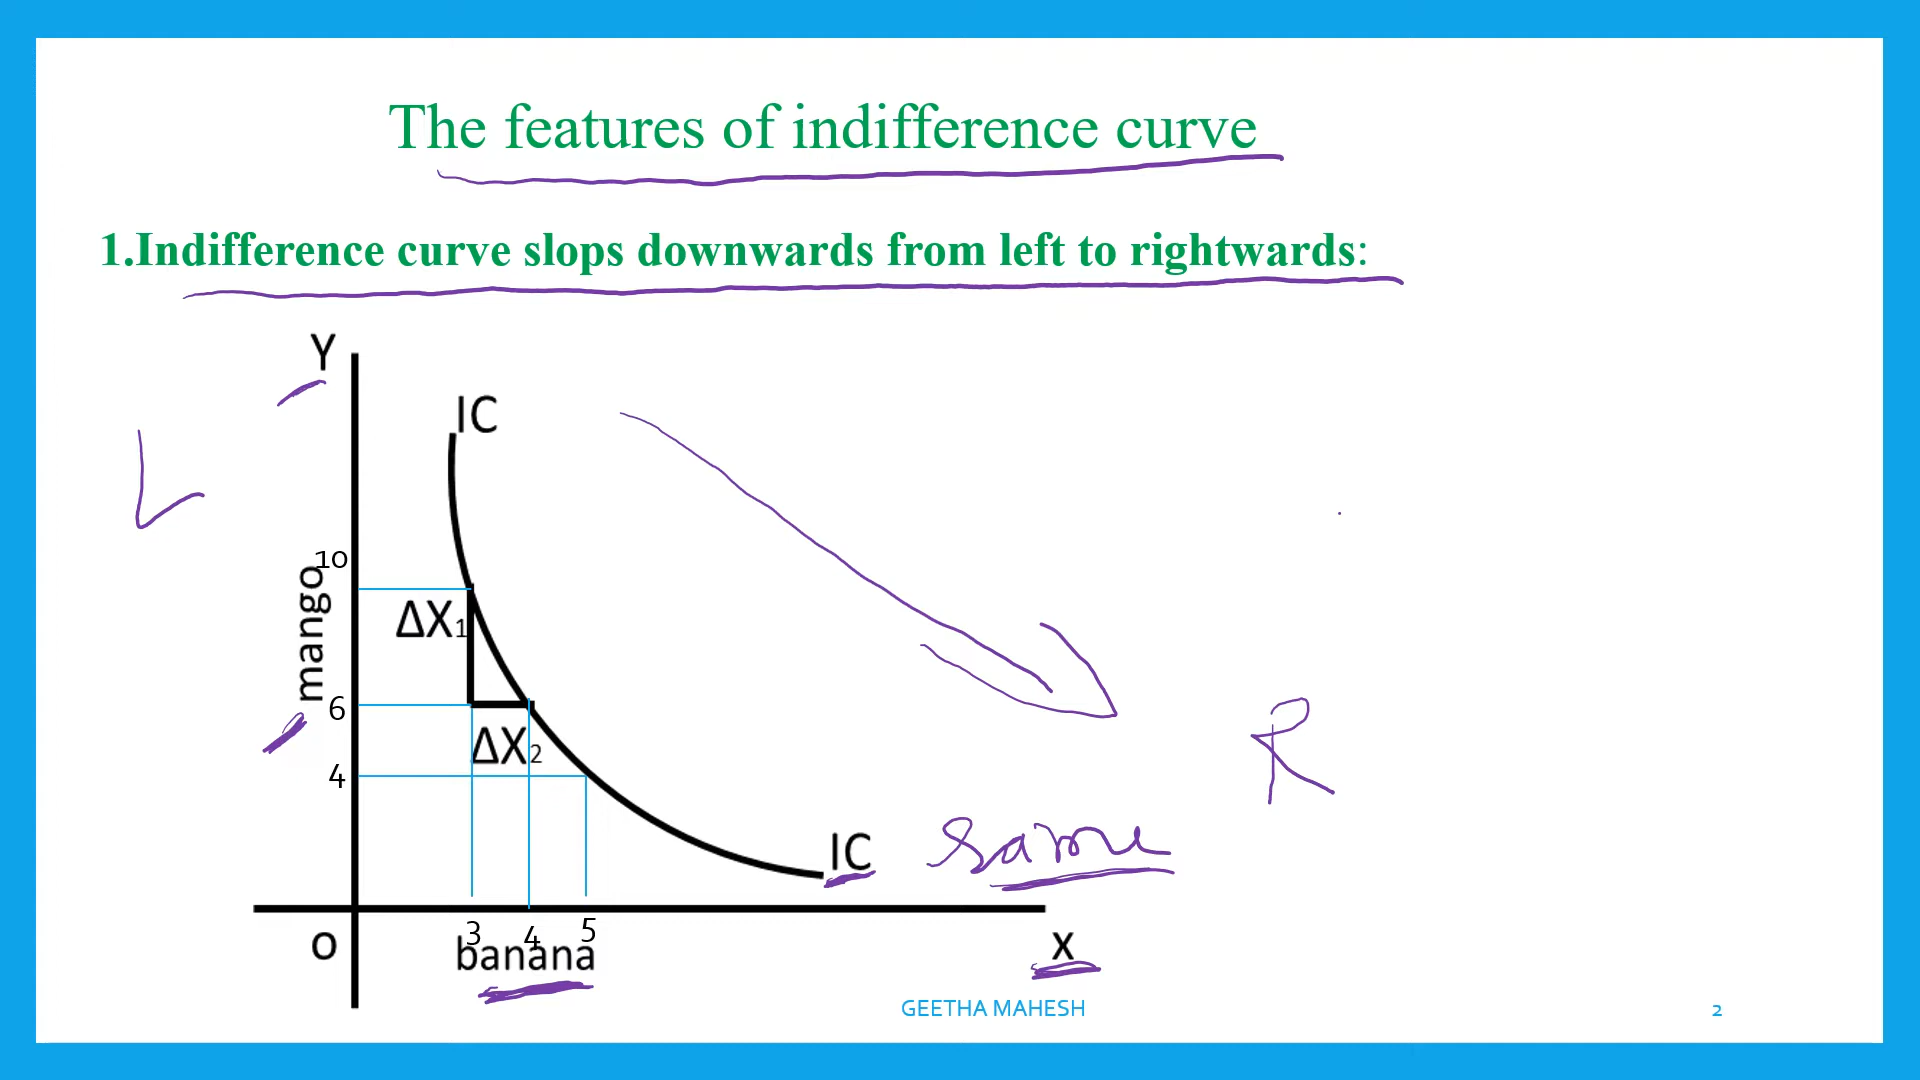 The features of indifference curve
1.Indifference curve slops downwards from left to rightwards:
Y
IC
L
10
mango
ΔX1
6
ΔX2
4
R
IC
same
3 4 5
O
banana
X
GEETHA MAHESH
2